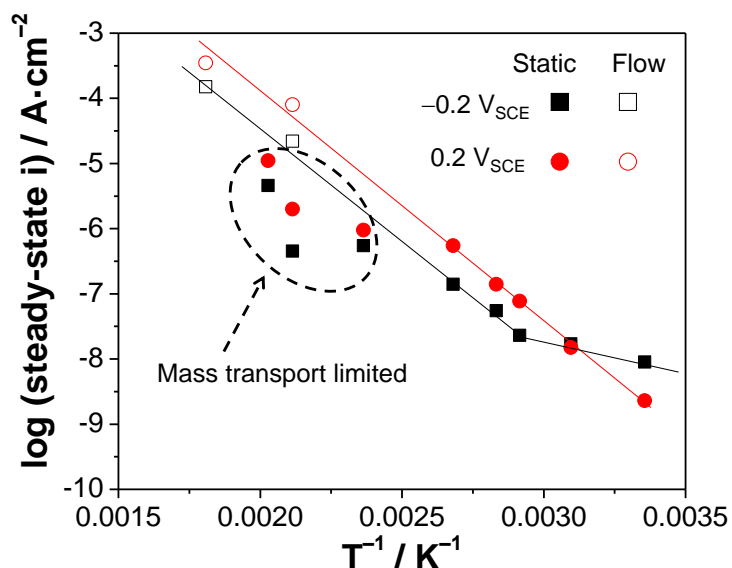 -3
-4
-5
-6
-7
-8
-9
-10
log (steady-state i) / A·cm⁻²
Static Flow
−0.2 V_SCE
0.2 V_SCE
Mass transport limited
0.0015 0.0020 0.0025 0.0030 0.0035
T⁻¹ / K⁻¹